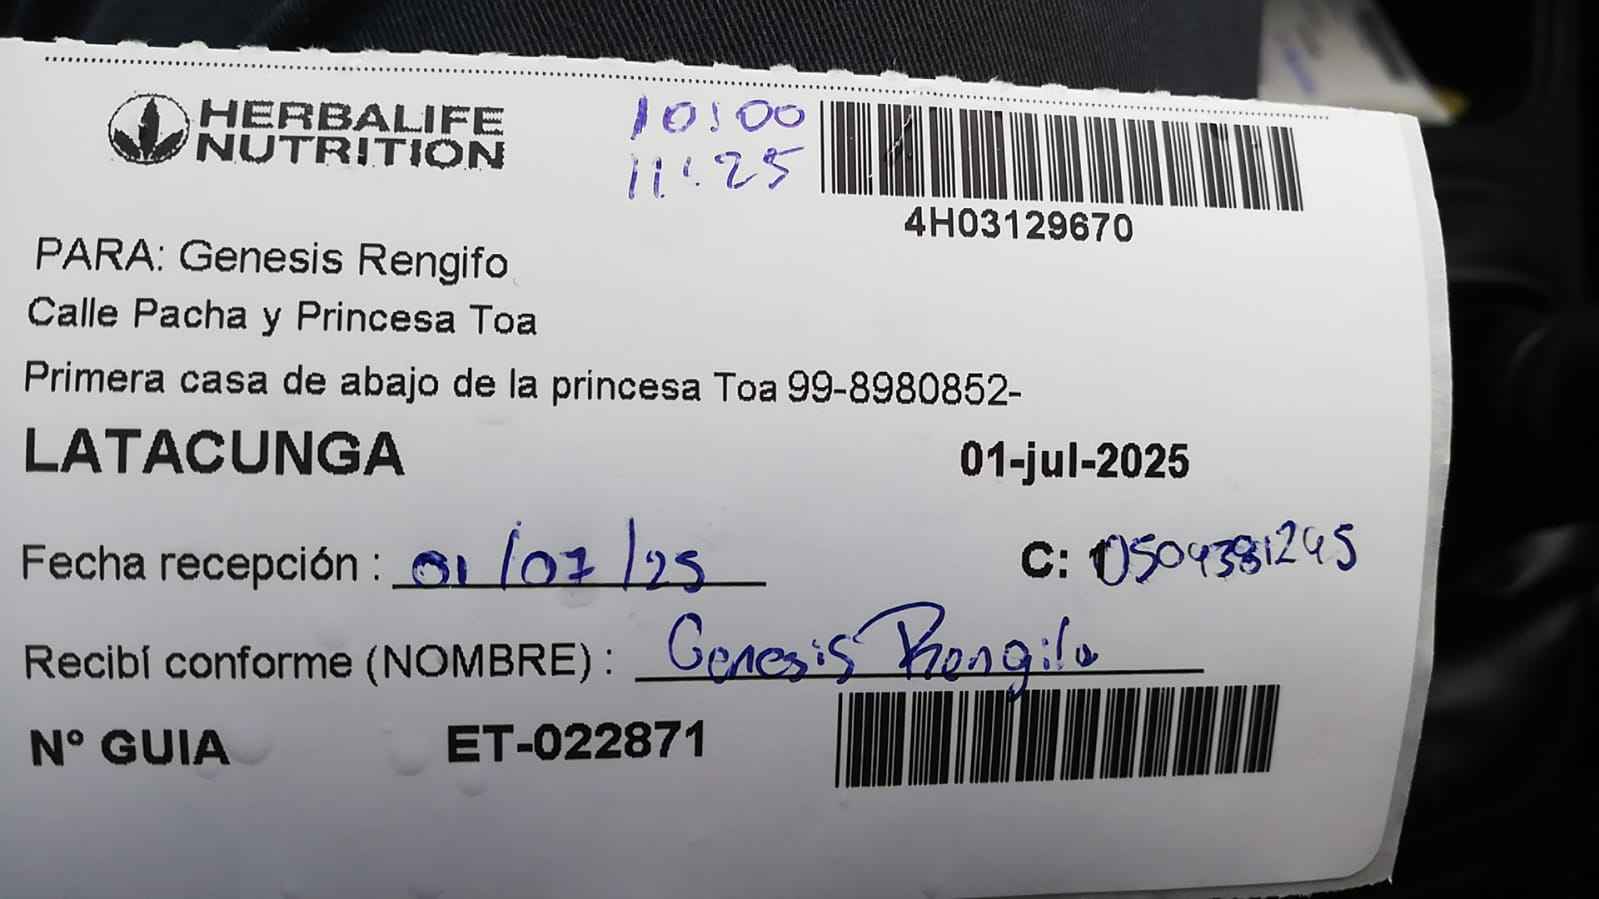 HERBALIFE
NUTRITION
10:00
11:25
4H03129670
PARA: Genesis Rengifo
Calle Pacha y Princesa Toa
Primera casa de abajo de la princesa Toa 99-8980852-
LATACUNGA
01-jul-2025
Fecha recepción : 01/07/25
C: 0504381245
Recibí conforme (NOMBRE) : Genesis Rengifo
Nº GUIA ET-022871